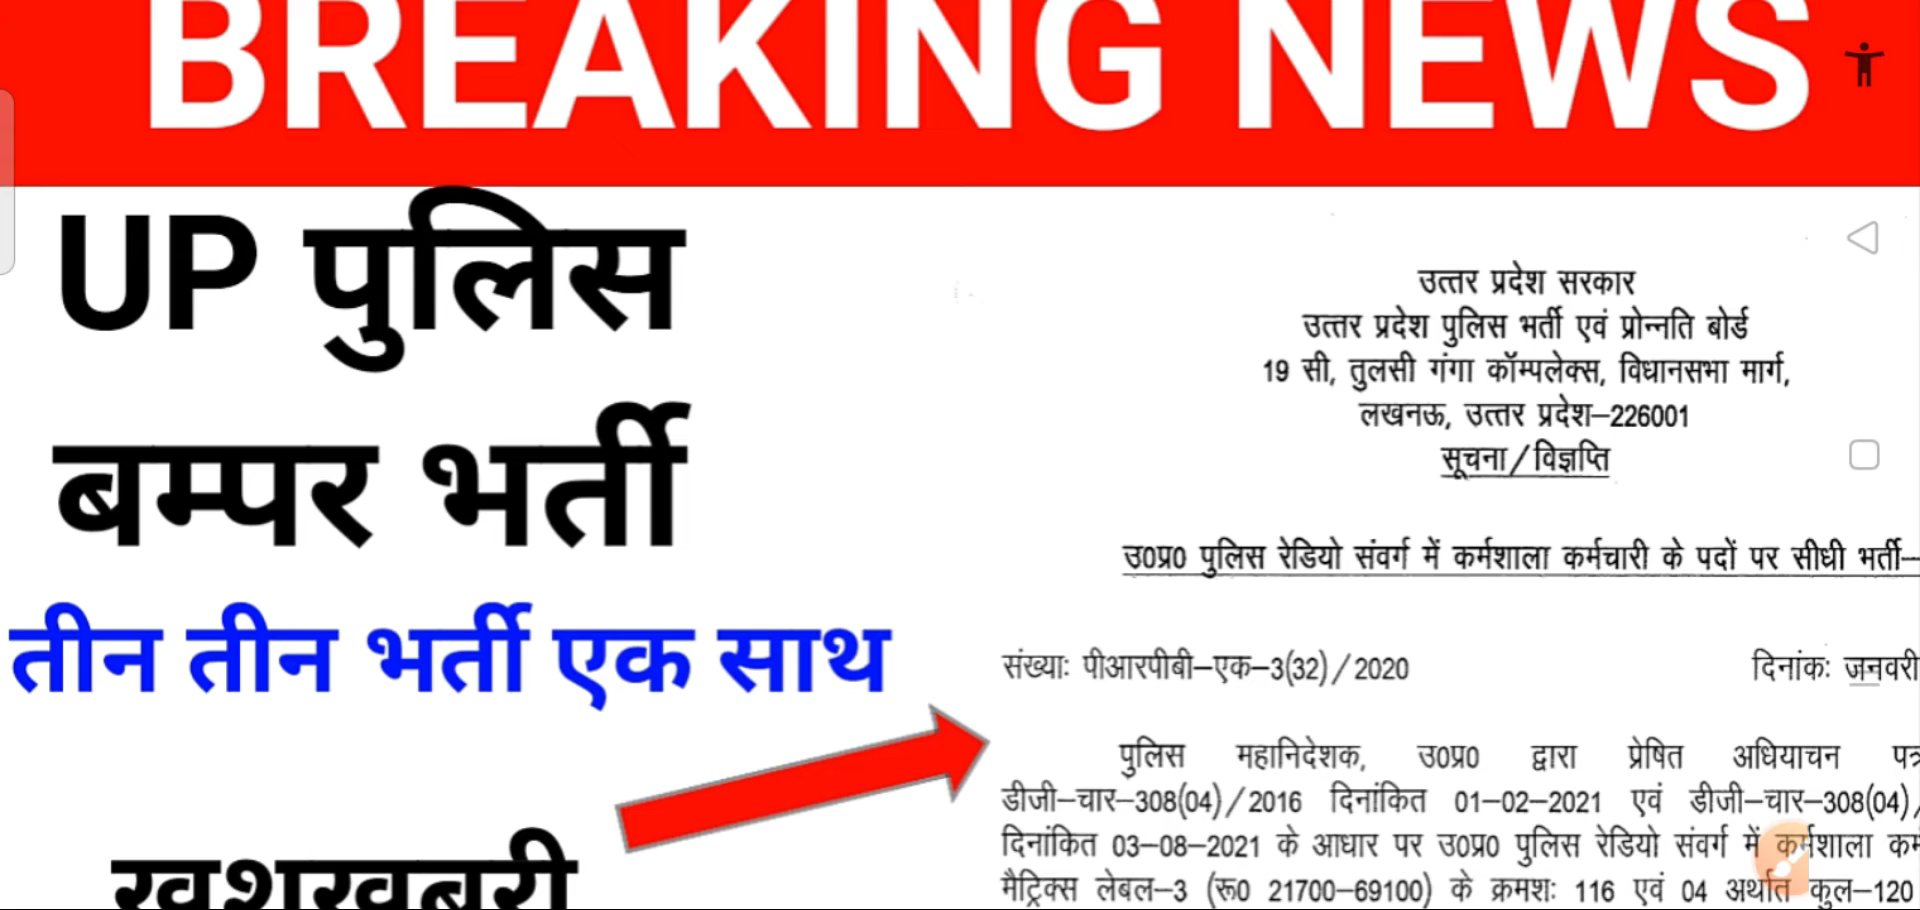 BREAKING NEWS
UP पुलिस
बम्पर भर्ती
तीन तीन भर्ती एक साथ
खुशखबरी
उत्तर प्रदेश सरकार
उत्तर प्रदेश पुलिस भर्ती एवं प्रोन्नति बोर्ड
19 सी, तुलसी गंगा कॉम्पलेक्स, विधानसभा मार्ग,
लखनऊ, उत्तर प्रदेश–226001
सूचना/विज्ञप्ति
उ0प्र0 पुलिस रेडियो संवर्ग में कर्मशाला कर्मचारी के पदों पर सीधी भर्ती–
संख्याः पीआरपीबी–एक–3(32)/2020 दिनांकः जनवरी
पुलिस महानिदेशक, उ0प्र0 द्वारा प्रेषित अधियाचन पत्र
डीजी–चार–308(04)/2016 दिनांकित 01–02–2021 एवं डीजी–चार–308(04)/
दिनांकित 03–08–2021 के आधार पर उ0प्र0 पुलिस रेडियो संवर्ग में कर्मशाला
मैट्रिक्स लेबल–3 (रू0 21700–69100) के क्रमशः 116 एवं 04 अर्थात कुल–120